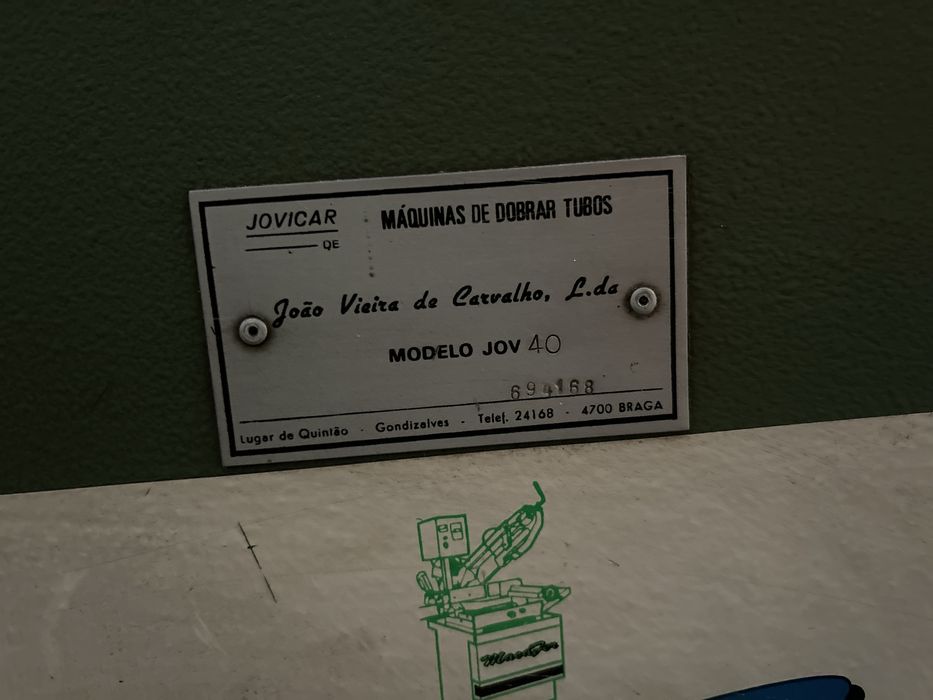 JOVICAR
DE
MÁQUINAS DE DOBRAR TUBOS
João Vieira de Carvalho, L.da
MODELO JOV 40
694168
Lugar de Quintão - Gondizalves - Telef. 24168 - 4700 BRAGA